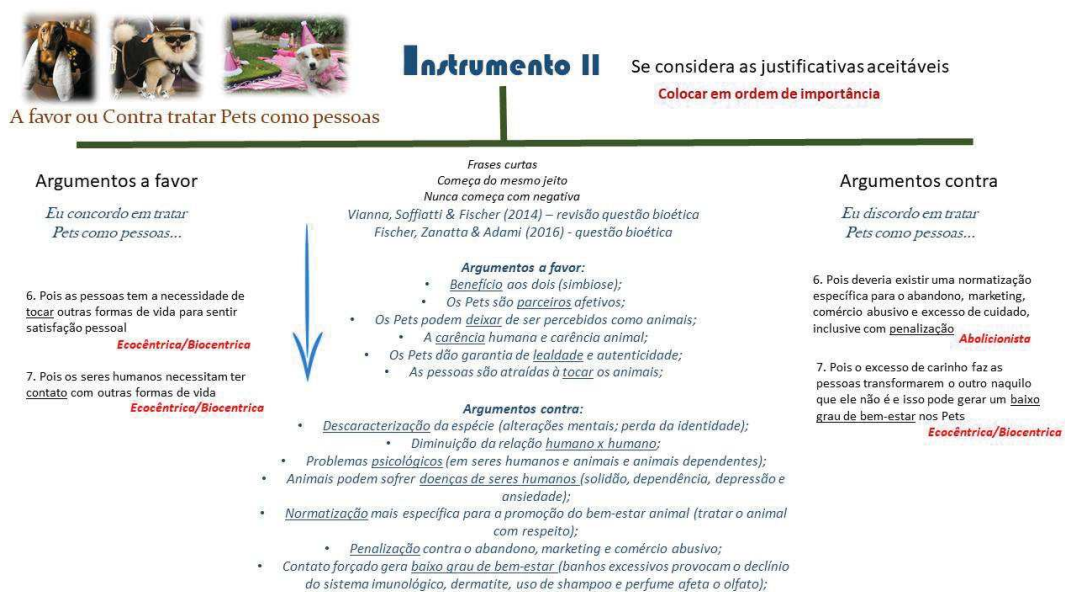 Instrumento II
Se considera as justificativas aceitáveis
Colocar em ordem de importância
A favor ou Contra tratar Pets como pessoas
Argumentos a favor
Eu concordo em tratar
Pets como pessoas...
6. Pois as pessoas tem a necessidade de
tocar outras formas de vida para sentir
satisfação pessoal
Ecocêntrica/Biocentrica
7. Pois os seres humanos necessitam ter
contato com outras formas de vida
Ecocêntrica/Biocentrica
Frases curtas
Começa do mesmo jeito
Nunca começa com negativa
Vianna, Soffiatti & Fischer (2014) – revisão questão bioética
Fischer, Zanatta & Adami (2016) - questão bioética
Argumentos a favor:
• Benefício aos dois (simbiose);
• Os Pets são parceiros afetivos;
• Os Pets podem deixar de ser percebidos como animais;
• A carência humana e carência animal;
• Os Pets dão garantia de lealdade e autenticidade;
• As pessoas são atraídas à tocar os animais;
Argumentos contra:
• Descaracterização da espécie (alterações mentais; perda da identidade);
• Diminuição da relação humano x humano;
• Problemas psicológicos (em seres humanos e animais e animais dependentes);
• Animais podem sofrer doenças de seres humanos (solidão, dependência, depressão e
ansiedade);
• Normatização mais específica para a promoção do bem-estar animal (tratar o animal
com respeito);
• Penalização contra o abandono, marketing e comércio abusivo;
• Contato forçado gera baixo grau de bem-estar (banhos excessivos provocam o declínio
do sistema imunológico, dermatite, uso de shampoo e perfume afeta o olfato);
Argumentos contra
Eu discordo em tratar
Pets como pessoas...
6. Pois deveria existir uma normatização
específica para o abandono, marketing,
comércio abusivo e excesso de cuidado,
inclusive com penalização
Abolicionista
7. Pois o excesso de carinho faz as
pessoas transformarem o outro naquilo
que ele não é e isso pode gerar um baixo
grau de bem-estar nos Pets
Ecocêntrica/Biocentrica